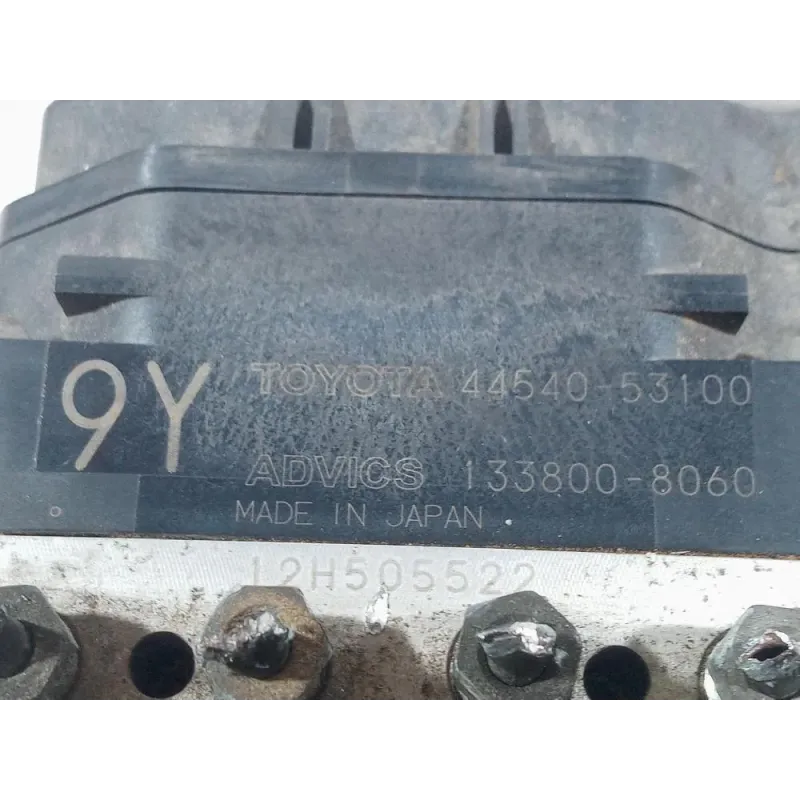 9Y TOYOTA 44540-53100
ADVICS 133800-8060
MADE IN JAPAN
12H505522